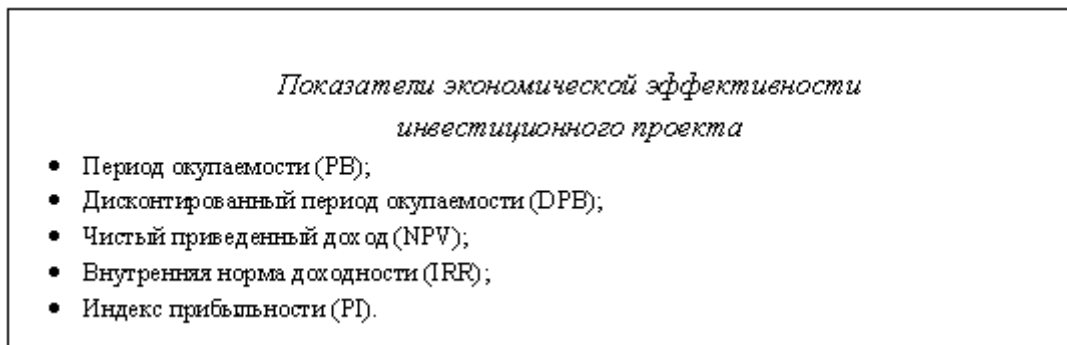 Показатели экономической эффективности
инвестиционного проекта
• Период окупаемости (PB);
• Дисконтированный период окупаемости (DPB);
• Чистый приведенный доход (NPV);
• Внутренняя норма доходности (IRR);
• Индекс прибыльности (PI).